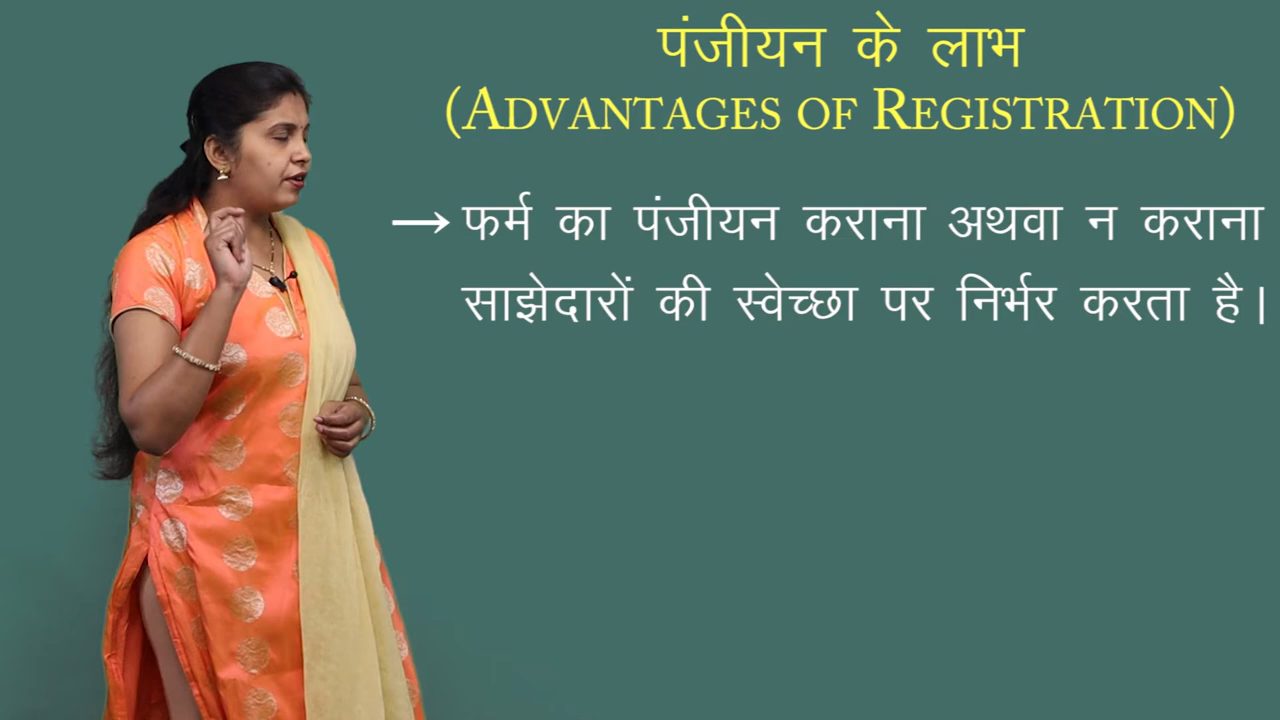 पंजीयन के लाभ
(ADVANTAGES OF REGISTRATION)
→ फर्म का पंजीयन कराना अथवा न कराना
साझेदारों की स्वेच्छा पर निर्भर करता है।